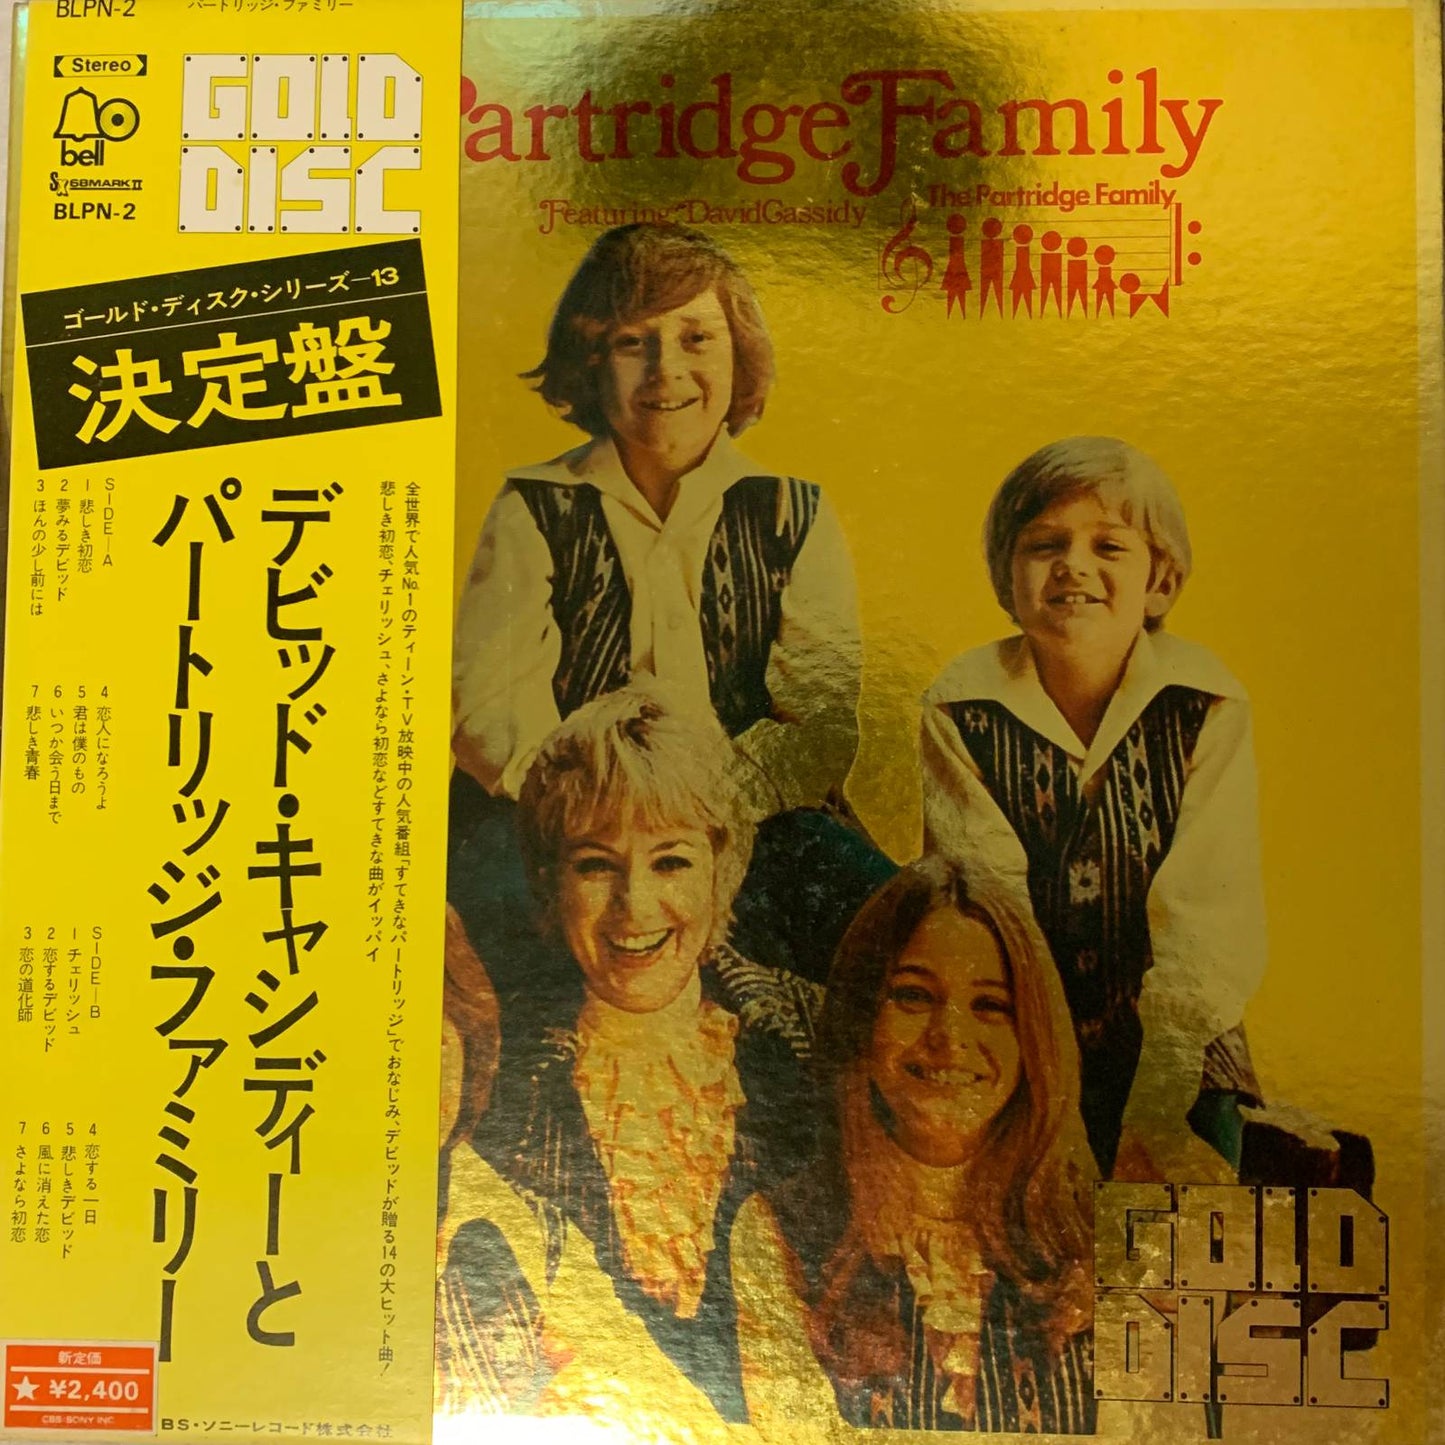 BLPN-2
パートリッジ・ファミリー
Stereo
bell
SX68MARKII
BLPN-2
GOLD
DISC
ゴールド・ディスク・シリーズ—13
決定盤
全世界で人気No.1のティーン・TV放映中の人気番組「すてきなパートリッジ」でおなじみ、デビッドが贈る14の大ヒット曲!
悲しき初恋、チェリッシュ、さよなら初恋などすてきな曲がイッパイ
デビッド・キャシディーと
パートリッジ・ファミリー
SIDE—A
1 悲しき初恋
2 夢みるデビッド
3 ほんの少し前には
4 恋人になろうよ
5 君は僕のもの
6 いつか会う日まで
7 悲しき青春
SIDE—B
1 チェリッシュ
2 恋するデビッド
3 恋の道化師
4 恋する一日
5 悲しきデビッド
6 風に消えた恋
7 さよなら初恋
新定価
★ ¥2,400
CBS・SONY INC.
BS・ソニーレコード株式会社
Partridge Family
Featuring David Cassidy
The Partridge Family
GOLD
DISC